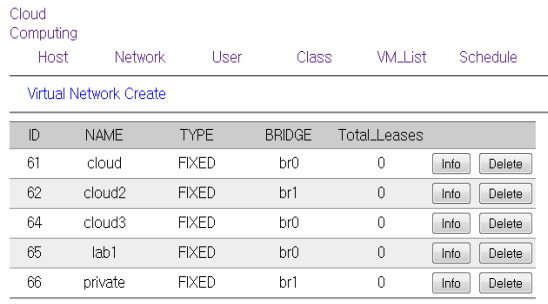 Cloud
Computing
Host Network User Class VM_List Schedule
Virtual Network Create
ID NAME TYPE BRIDGE Total_Leases
61 cloud FIXED br0 0 Info Delete
62 cloud2 FIXED br1 0 Info Delete
64 cloud3 FIXED br0 0 Info Delete
65 lab1 FIXED br0 0 Info Delete
66 private FIXED br1 0 Info Delete